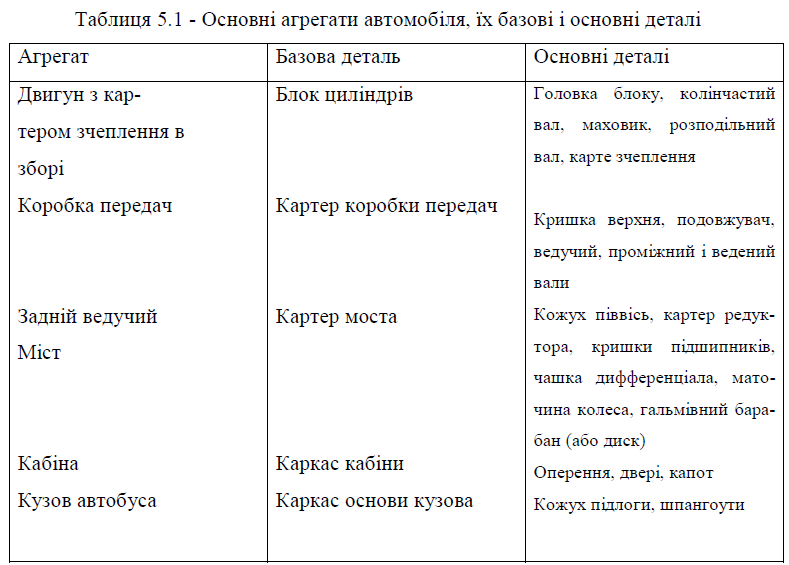 Таблиця 5.1 - Основні агрегати автомобіля, їх базові і основні деталі
Агрегат
Базова деталь
Основні деталі
Двигун з кар-
тером зчеплення в
зборі
Блок циліндрів
Головка блоку, колінчастий
вал, маховик, розподільний
вал, карте зчеплення
Коробка передач
Картер коробки передач
Кришка верхня, подовжувач,
ведучий, проміжний і ведений
вали
Задній ведучий
Міст
Картер моста
Кожух піввісь, картер редук-
тора, кришки підшипників,
чашка дифференціала, мато-
чина колеса, гальмівний бара-
бан (або диск)
Кабіна
Каркас кабіни
Оперення, двері, капот
Кузов автобуса
Каркас основи кузова
Кожух підлоги, шпангоути